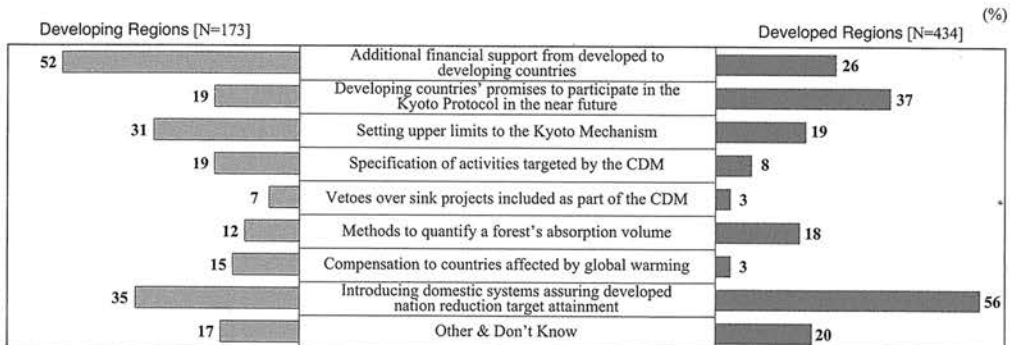 (%)
Developing Regions [N=173]
Developed Regions [N=434]
52
Additional financial support from developed to
developing countries
26
19
Developing countries' promises to participate in the
Kyoto Protocol in the near future
37
31
Setting upper limits to the Kyoto Mechanism
19
19
Specification of activities targeted by the CDM
8
7
Vetoes over sink projects included as part of the CDM
3
12
Methods to quantify a forest's absorption volume
18
15
Compensation to countries affected by global warming
3
35
Introducing domestic systems assuring developed
nation reduction target attainment
56
17
Other & Don't Know
20